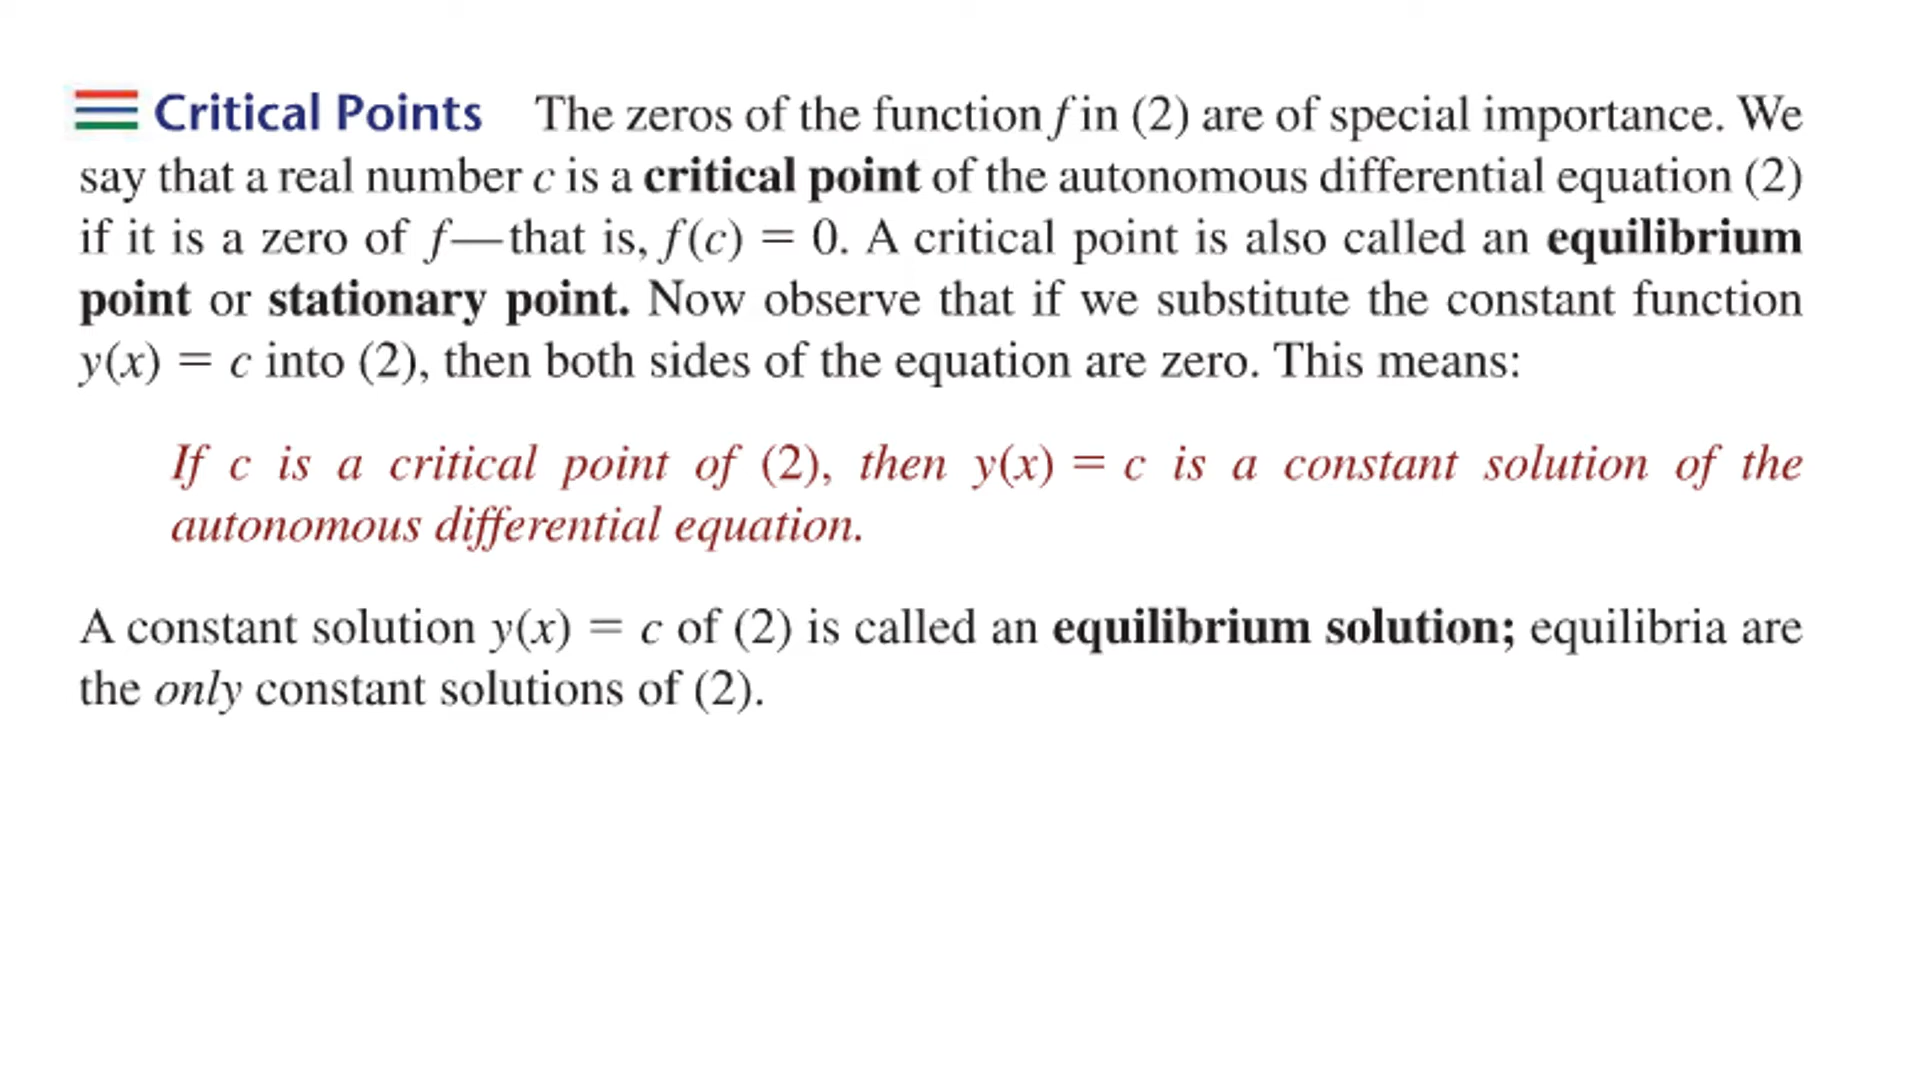 Critical Points The zeros of the function f in (2) are of special importance. We
say that a real number c is a critical point of the autonomous differential equation (2)
if it is a zero of f—that is, f(c) = 0. A critical point is also called an equilibrium
point or stationary point. Now observe that if we substitute the constant function
y(x) = c into (2), then both sides of the equation are zero. This means:
If c is a critical point of (2), then y(x) = c is a constant solution of the
autonomous differential equation.
A constant solution y(x) = c of (2) is called an equilibrium solution; equilibria are
the only constant solutions of (2).